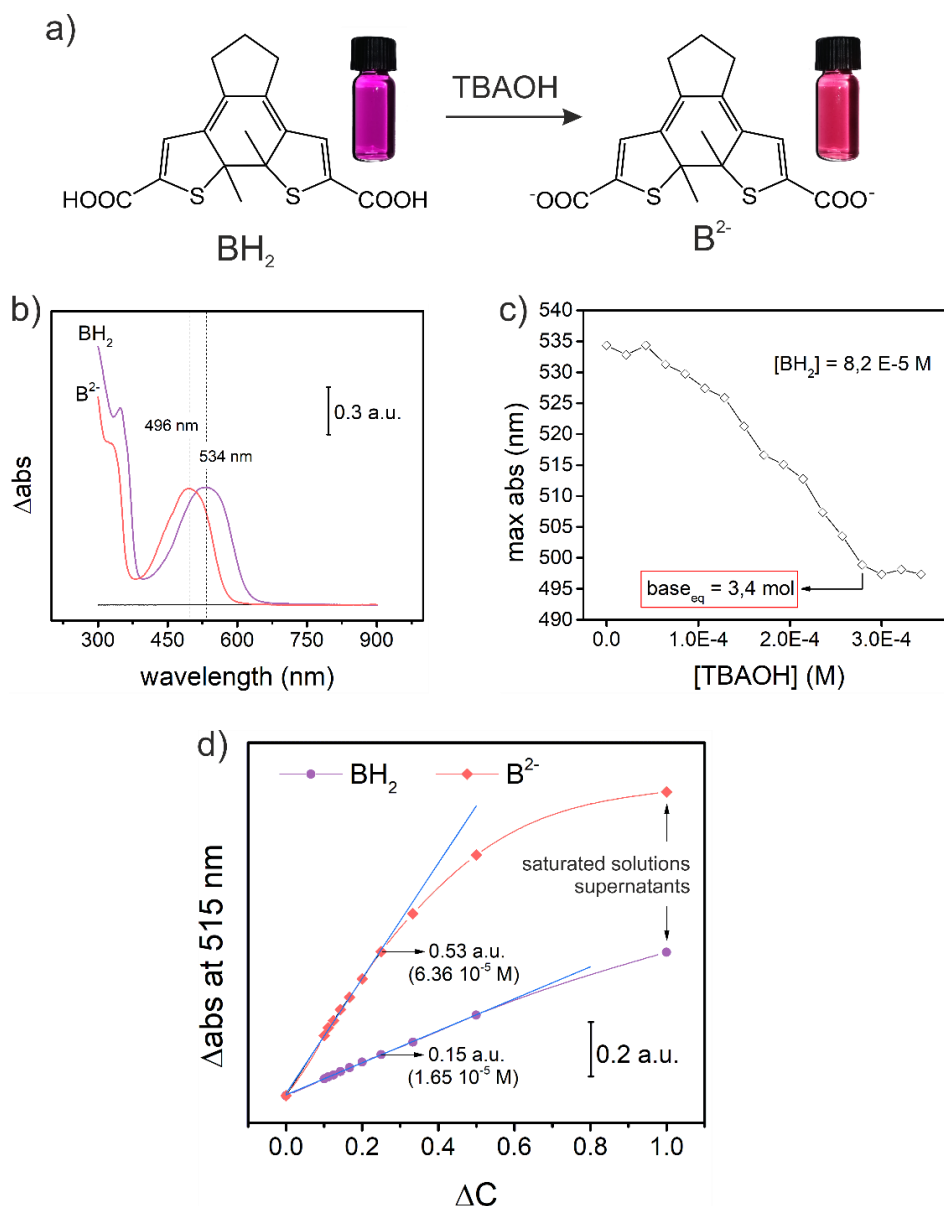 a)
TBAOH
HOOC
S
S
COOH
BH₂
⁻OOC
S
S
COO⁻
B²⁻
b)
BH₂
B²⁻
496 nm
534 nm
0.3 a.u.
Δabs
300 450 600 750 900
wavelength (nm)
c)
540
535
530
525
520
515
510
505
500
495
490
max abs (nm)
[BH₂] = 8,2 E-5 M
base_eq = 3,4 mol
0.0 1.0E-4 2.0E-4 3.0E-4
[TBAOH] (M)
d)
BH₂ B²⁻
Δabs at 515 nm
saturated solutions
supernatants
0.53 a.u.
(6.36 10⁻⁵ M)
0.15 a.u.
(1.65 10⁻⁵ M)
0.2 a.u.
0.0 0.2 0.4 0.6 0.8 1.0
ΔC